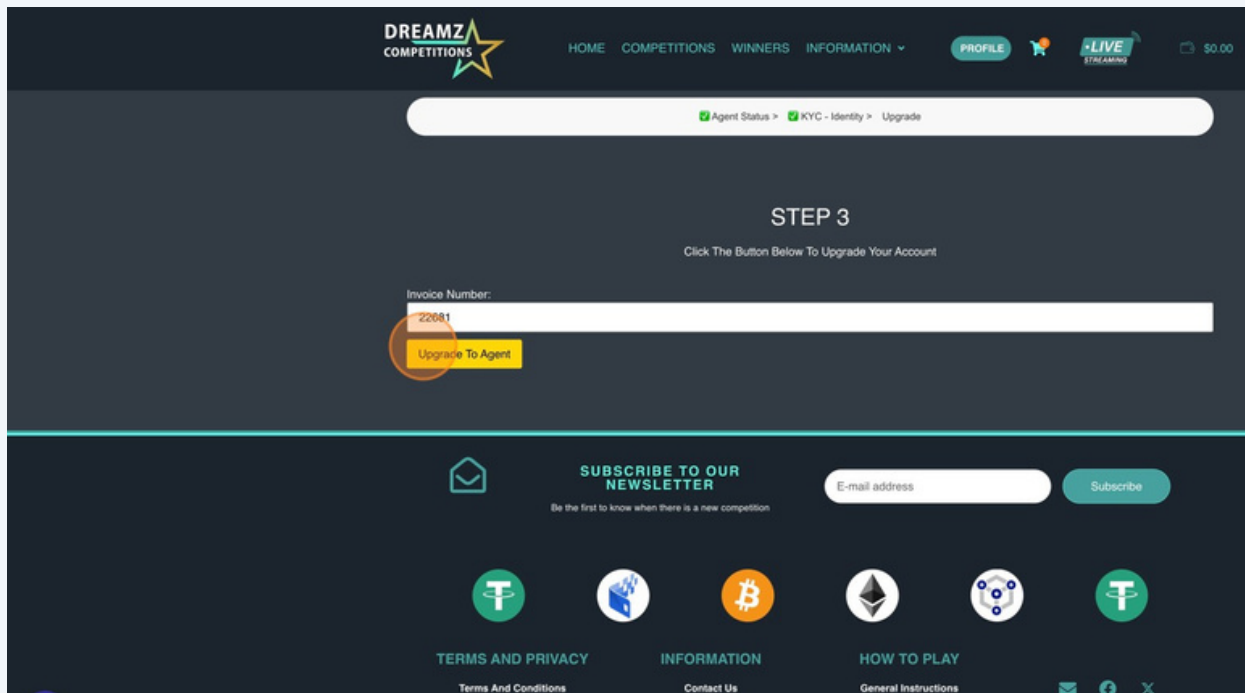 DREAMZ
COMPETITIONS
HOME COMPETITIONS WINNERS INFORMATION
PROFILE
LIVE
STREAMING
$0.00
Agent Status > KYC - Identity > Upgrade
STEP 3
Click The Button Below To Upgrade Your Account
Invoice Number:
22681
Upgrade To Agent
SUBSCRIBE TO OUR
NEWSLETTER
Be the first to know when there is a new competition
E-mail address
Subscribe
TERMS AND PRIVACY INFORMATION HOW TO PLAY
Terms And Conditions Contact Us General Instructions